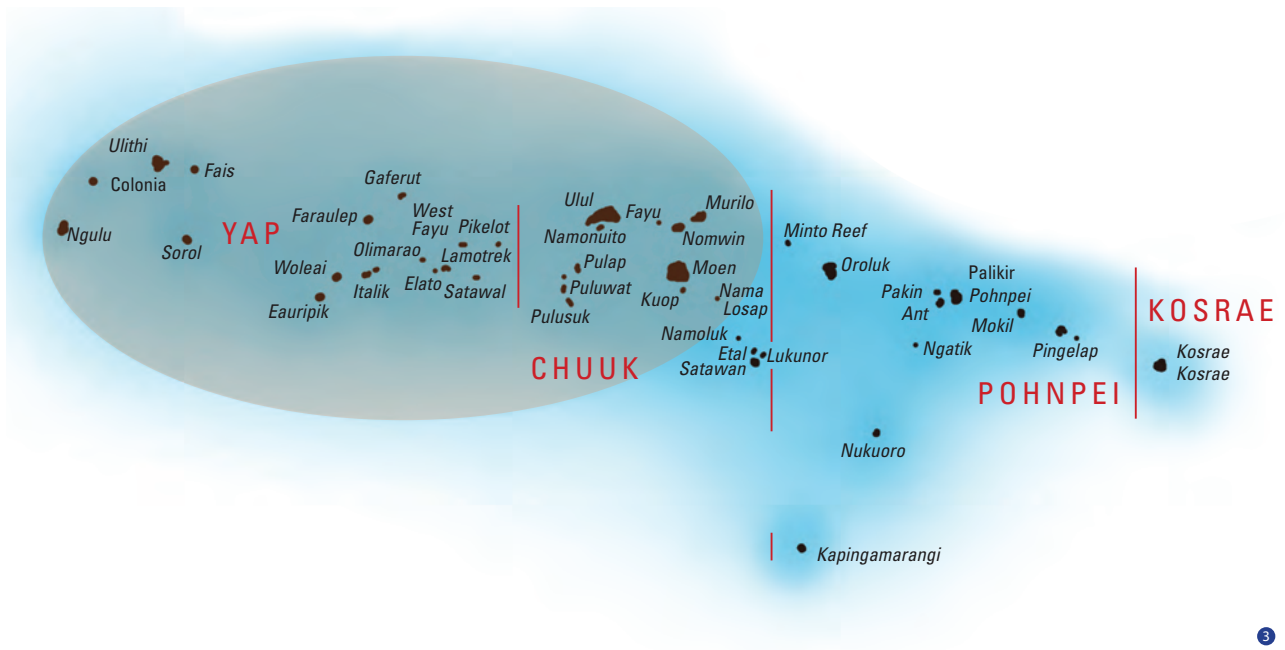 Ulithi
Colonia
Fais
Ngulu
Sorol
YAP
Gaferut
Faraulep
West
Fayu
Pikelot
Olimarao
Lamotrek
Woleai
Italik
Elato
Satawal
Eauripik
Ulul
Fayu
Murilo
Namonuito
Nomwin
Pulap
Moen
Puluwat
Kuop
Nama
Losap
Pulusuk
Namoluk
Etal
Lukunor
Satawan
CHUUK
Minto Reef
Oroluk
Palikir
Pakin
Pohnpei
Ant
Mokil
Ngatik
Pingelap
POHNPEI
KOSRAE
Kosrae
Kosrae
Nukuoro
Kapingamarangi
3